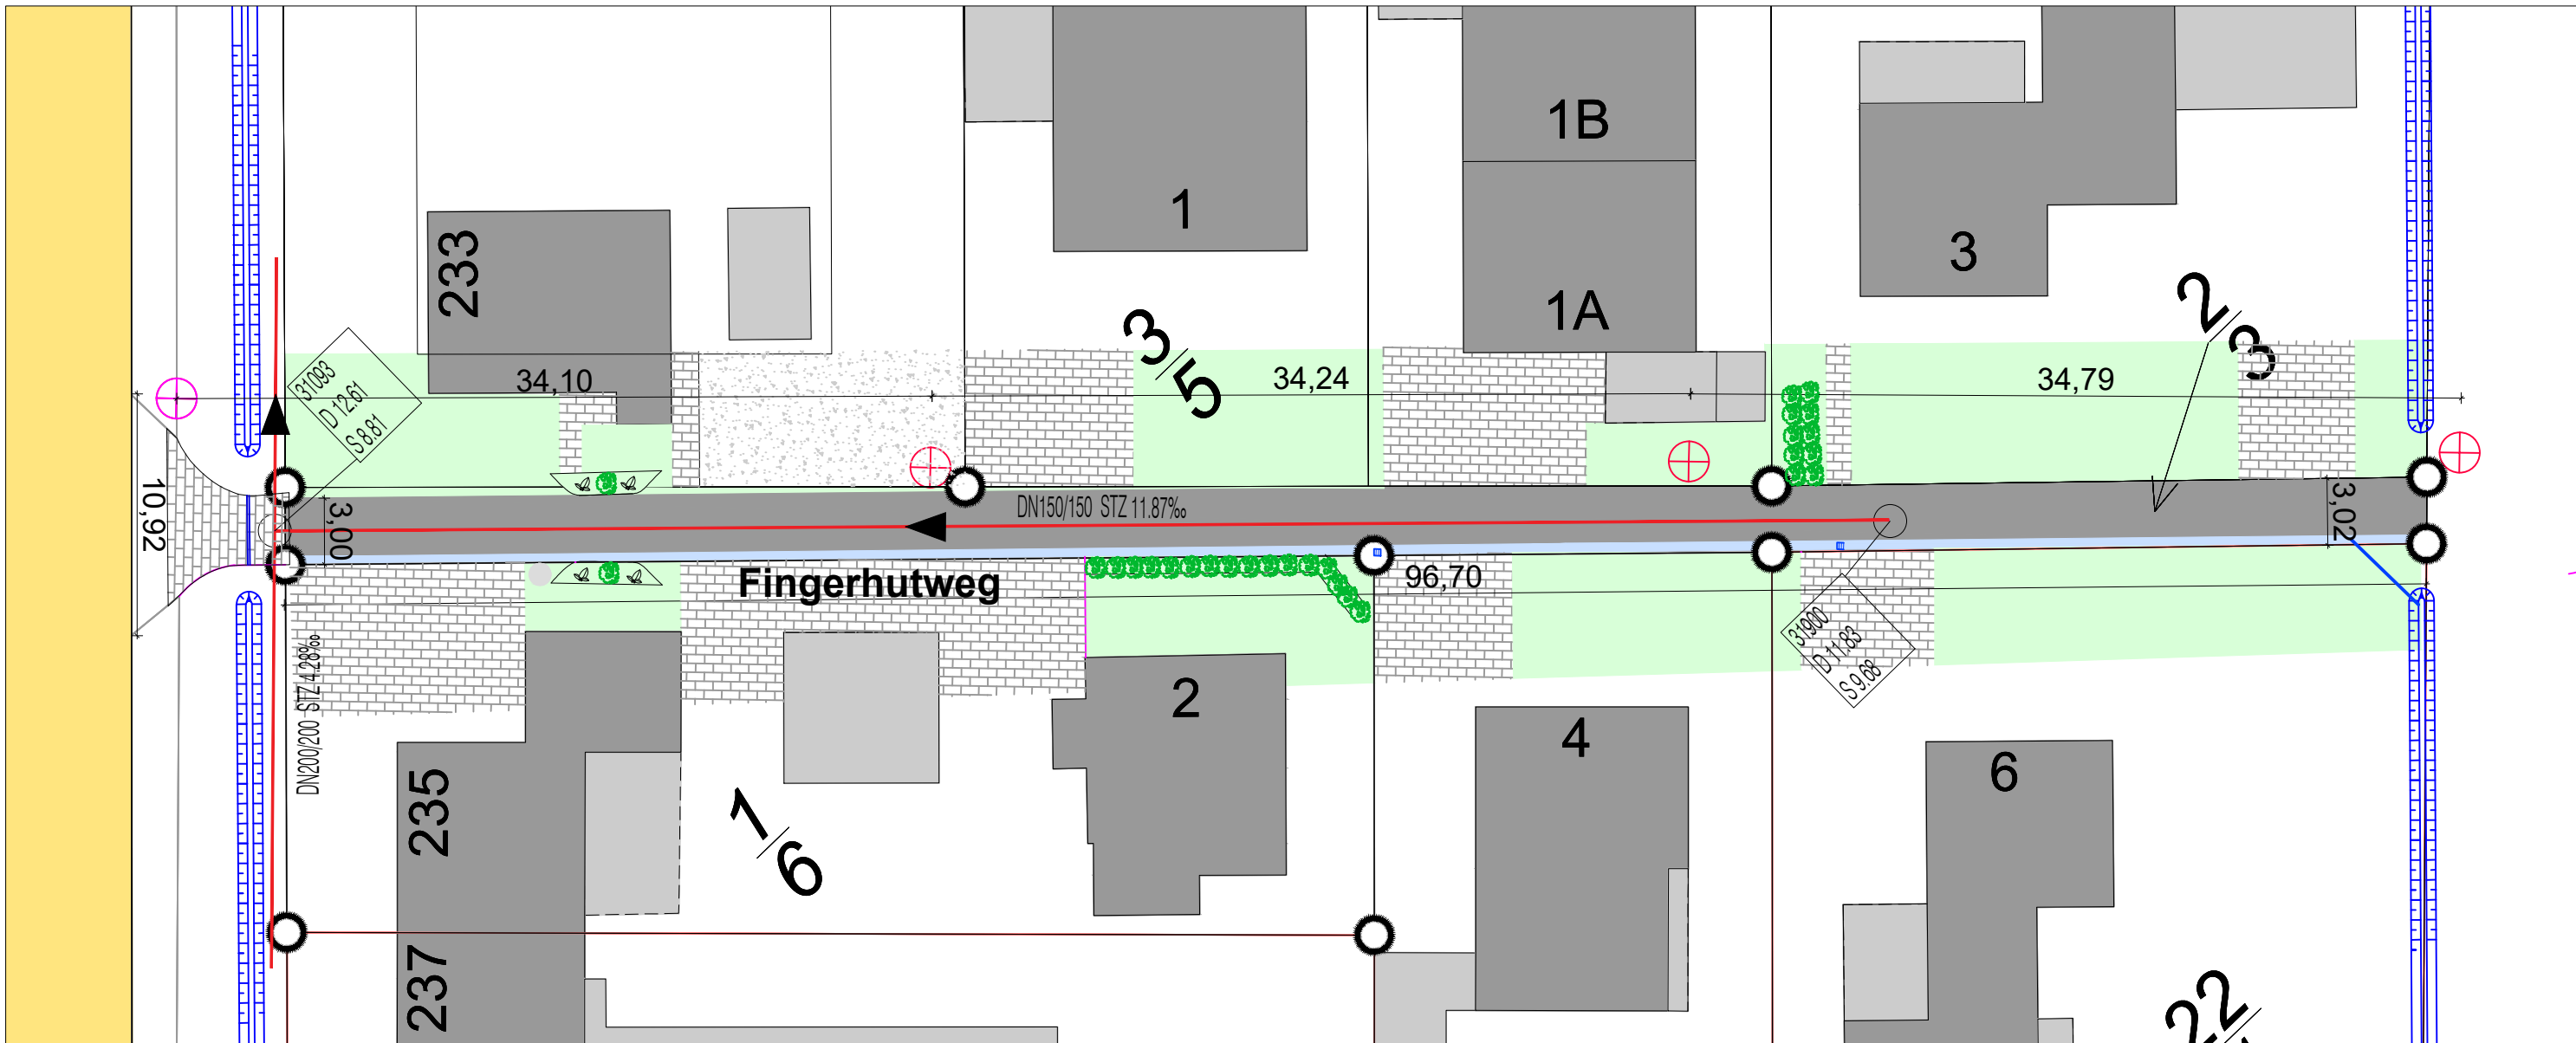 1
1B
1A
3
233
2/3
3/5
31093
D 12.61
S 8.81
34,10
34,24
34,79
10,92
3,00
DN150/150 STZ 11.87‰
3,02
Fingerhutweg
96,70
31900
D 11.83
S 9.68
DN200/200 STZ 4.28‰
2
4
6
235
1/6
237
22